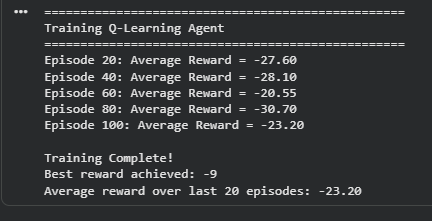 ••• ==================================================
Training Q-Learning Agent
==================================================
Episode 20: Average Reward = -27.60
Episode 40: Average Reward = -28.10
Episode 60: Average Reward = -20.55
Episode 80: Average Reward = -30.70
Episode 100: Average Reward = -23.20
Training Complete!
Best reward achieved: -9
Average reward over last 20 episodes: -23.20